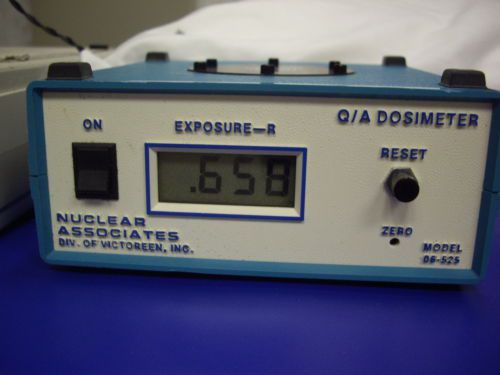 ON
EXPOSURE—R
Q/A DOSIMETER
.658
RESET
ZERO
NUCLEAR
ASSOCIATES
DIV. OF VICTOREEN, INC.
MODEL
06-525